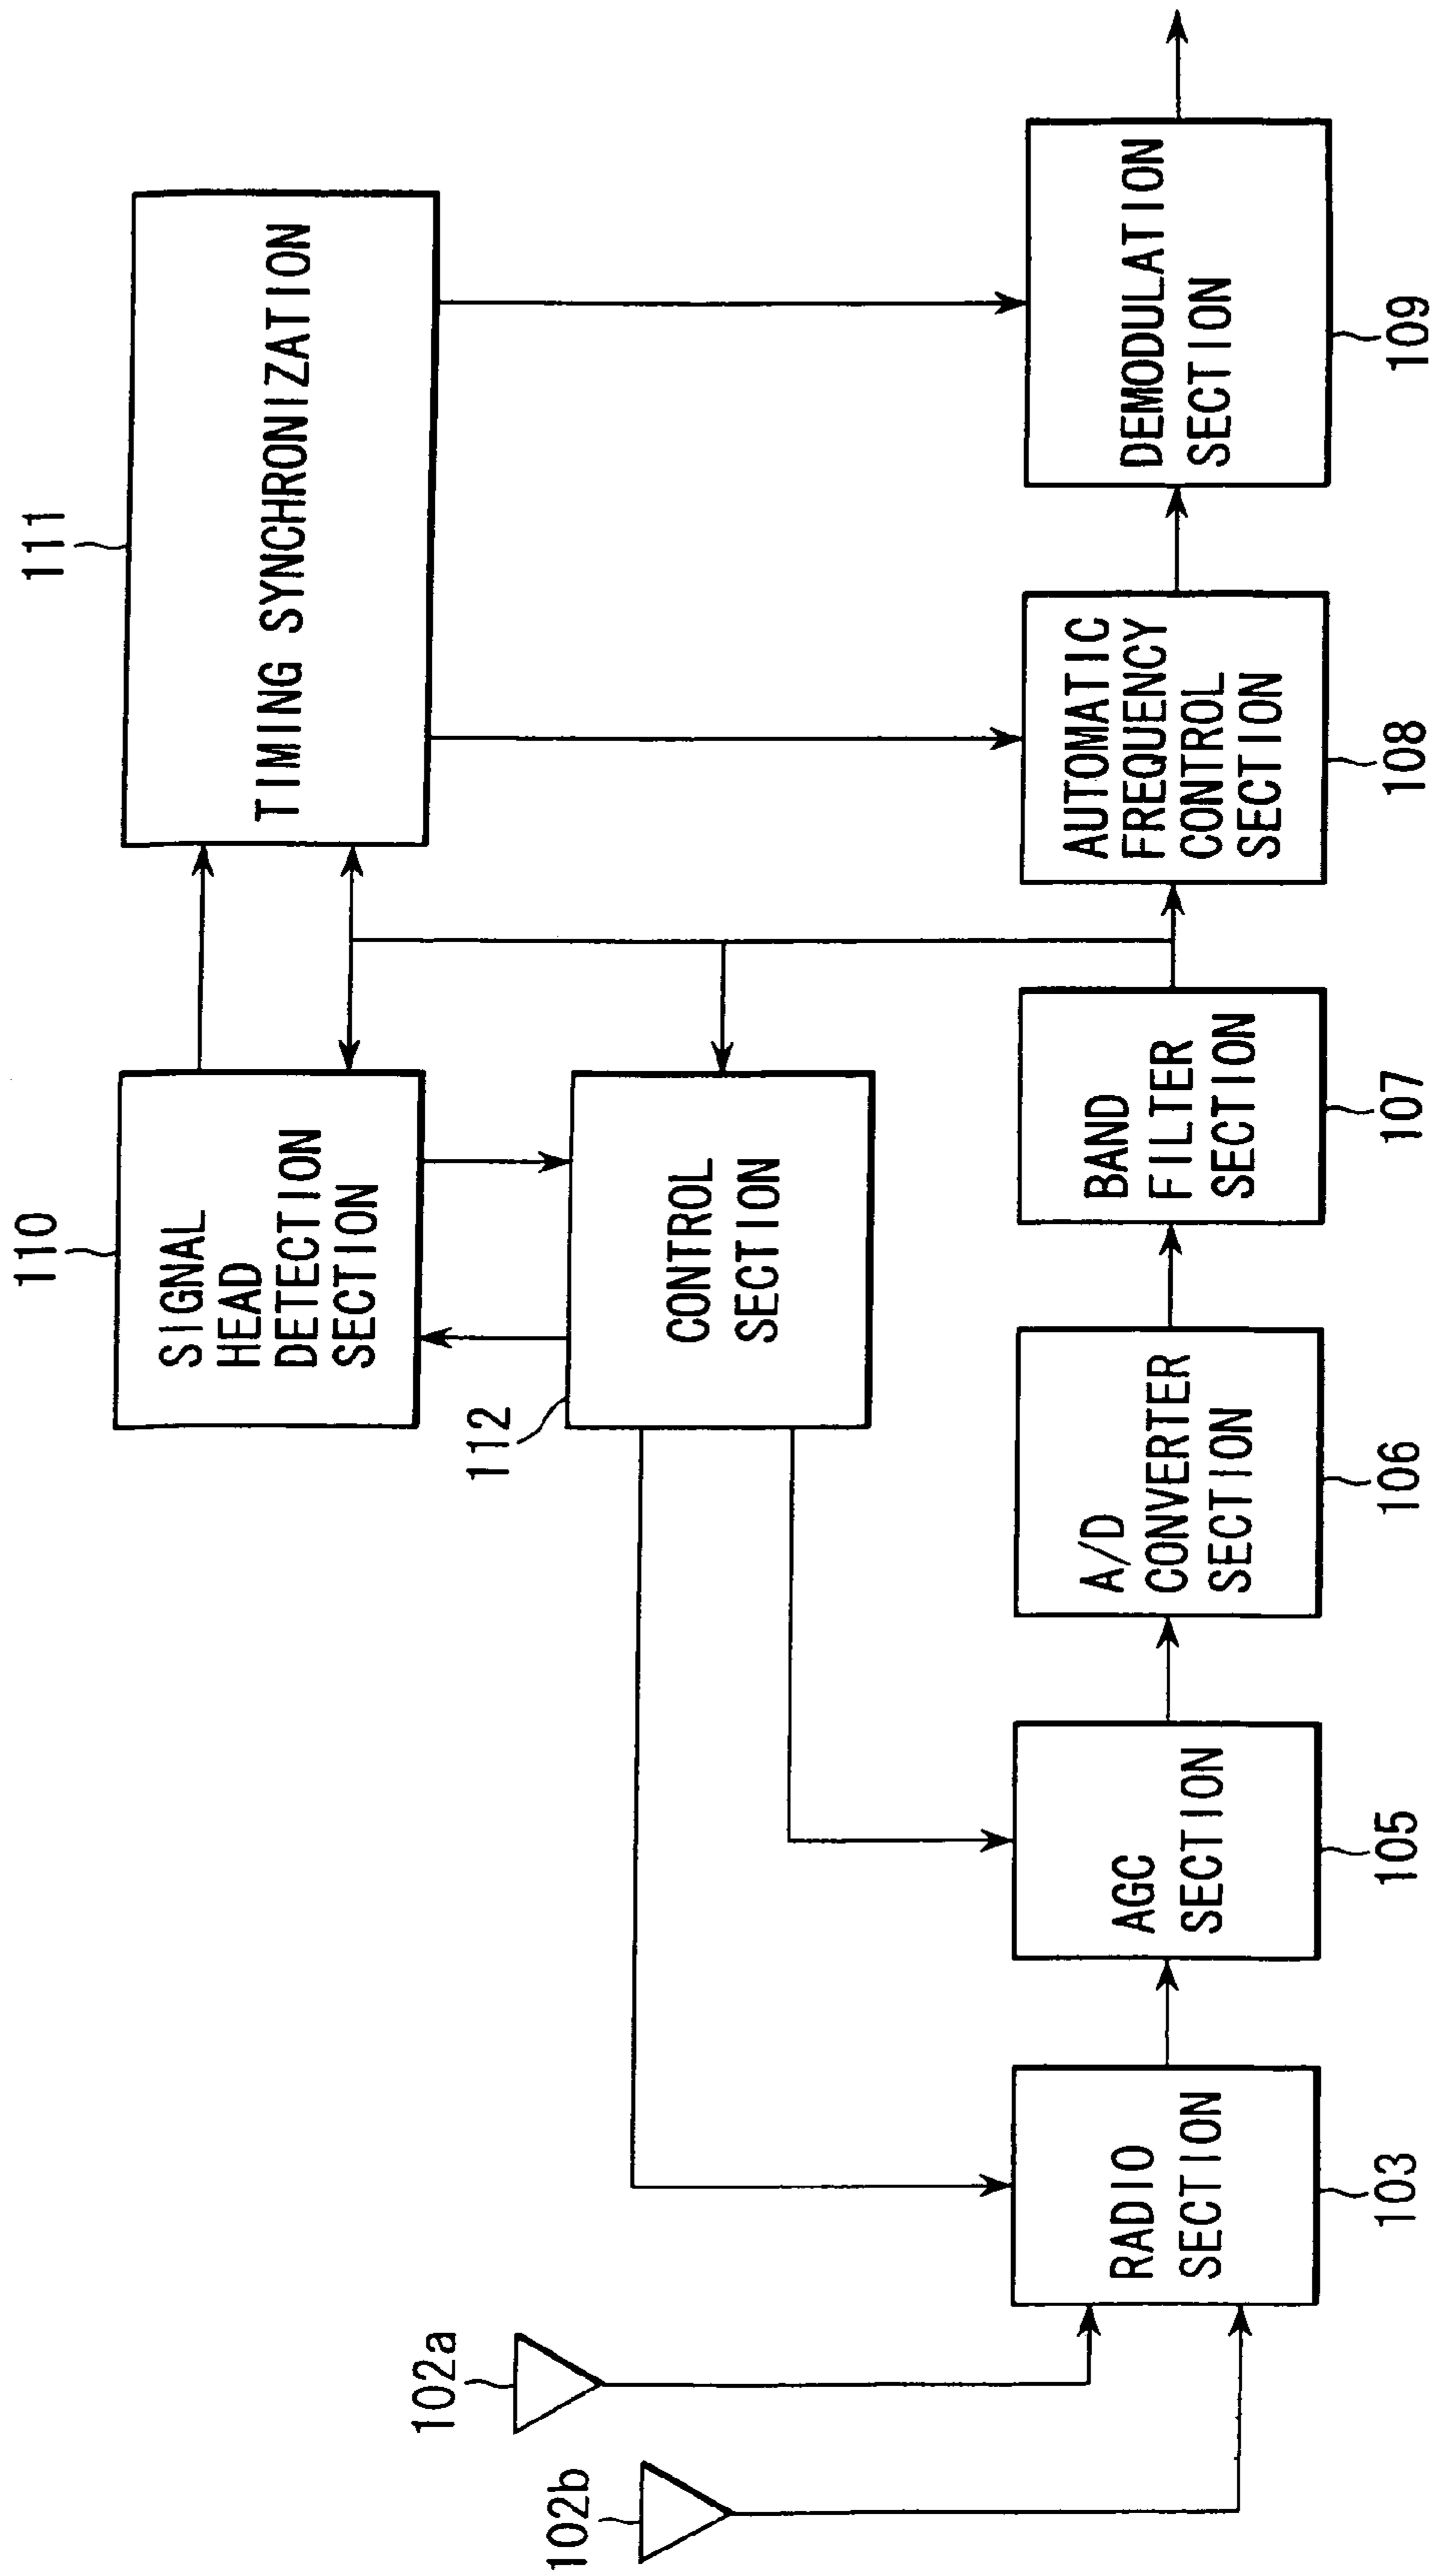 111
TIMING SYNCHRONIZATION
110
SIGNAL
HEAD
DETECTION
SECTION
112
CONTROL
SECTION
102a
102b
RADIO
SECTION
103
AGC
SECTION
105
A/D
CONVERTER
SECTION
106
BAND
FILTER
SECTION
107
AUTOMATIC
FREQUENCY
CONTROL
SECTION
108
DEMODULATION
SECTION
109